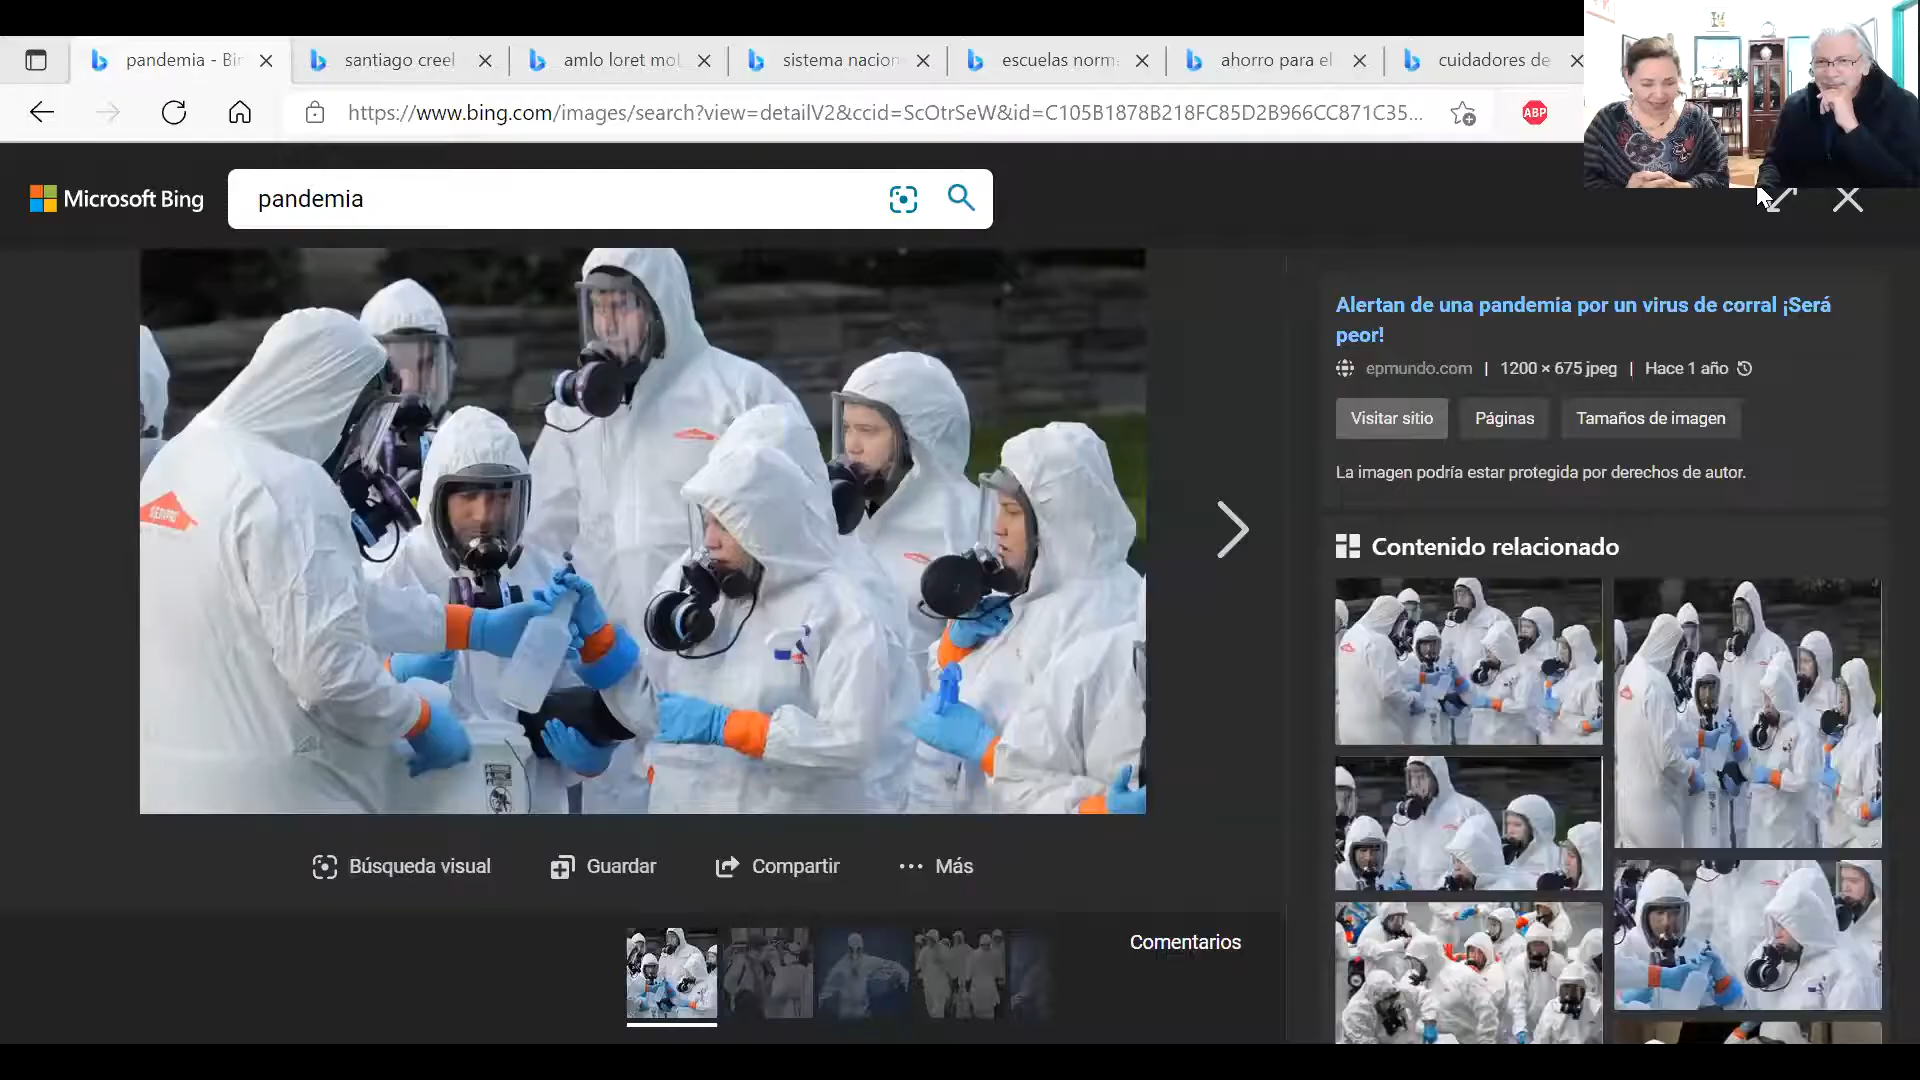 pandemia - Bin
santiago creel
amlo loret mol
sistema nacion
escuelas norm
ahorro para el
cuidadores de
https://www.bing.com/images/search?view=detailV2&ccid=ScOtrSeW&id=C105B1878B218FC85D2B966CC871C35...
ABP
Microsoft Bing
pandemia
Alertan de una pandemia por un virus de corral ¡Será
peor!
epmundo.com | 1200 × 675 jpeg | Hace 1 año
Visitar sitio
Páginas
Tamaños de imagen
La imagen podría estar protegida por derechos de autor.
SERVPRO
Contenido relacionado
Búsqueda visual
Guardar
Compartir
Más
Comentarios